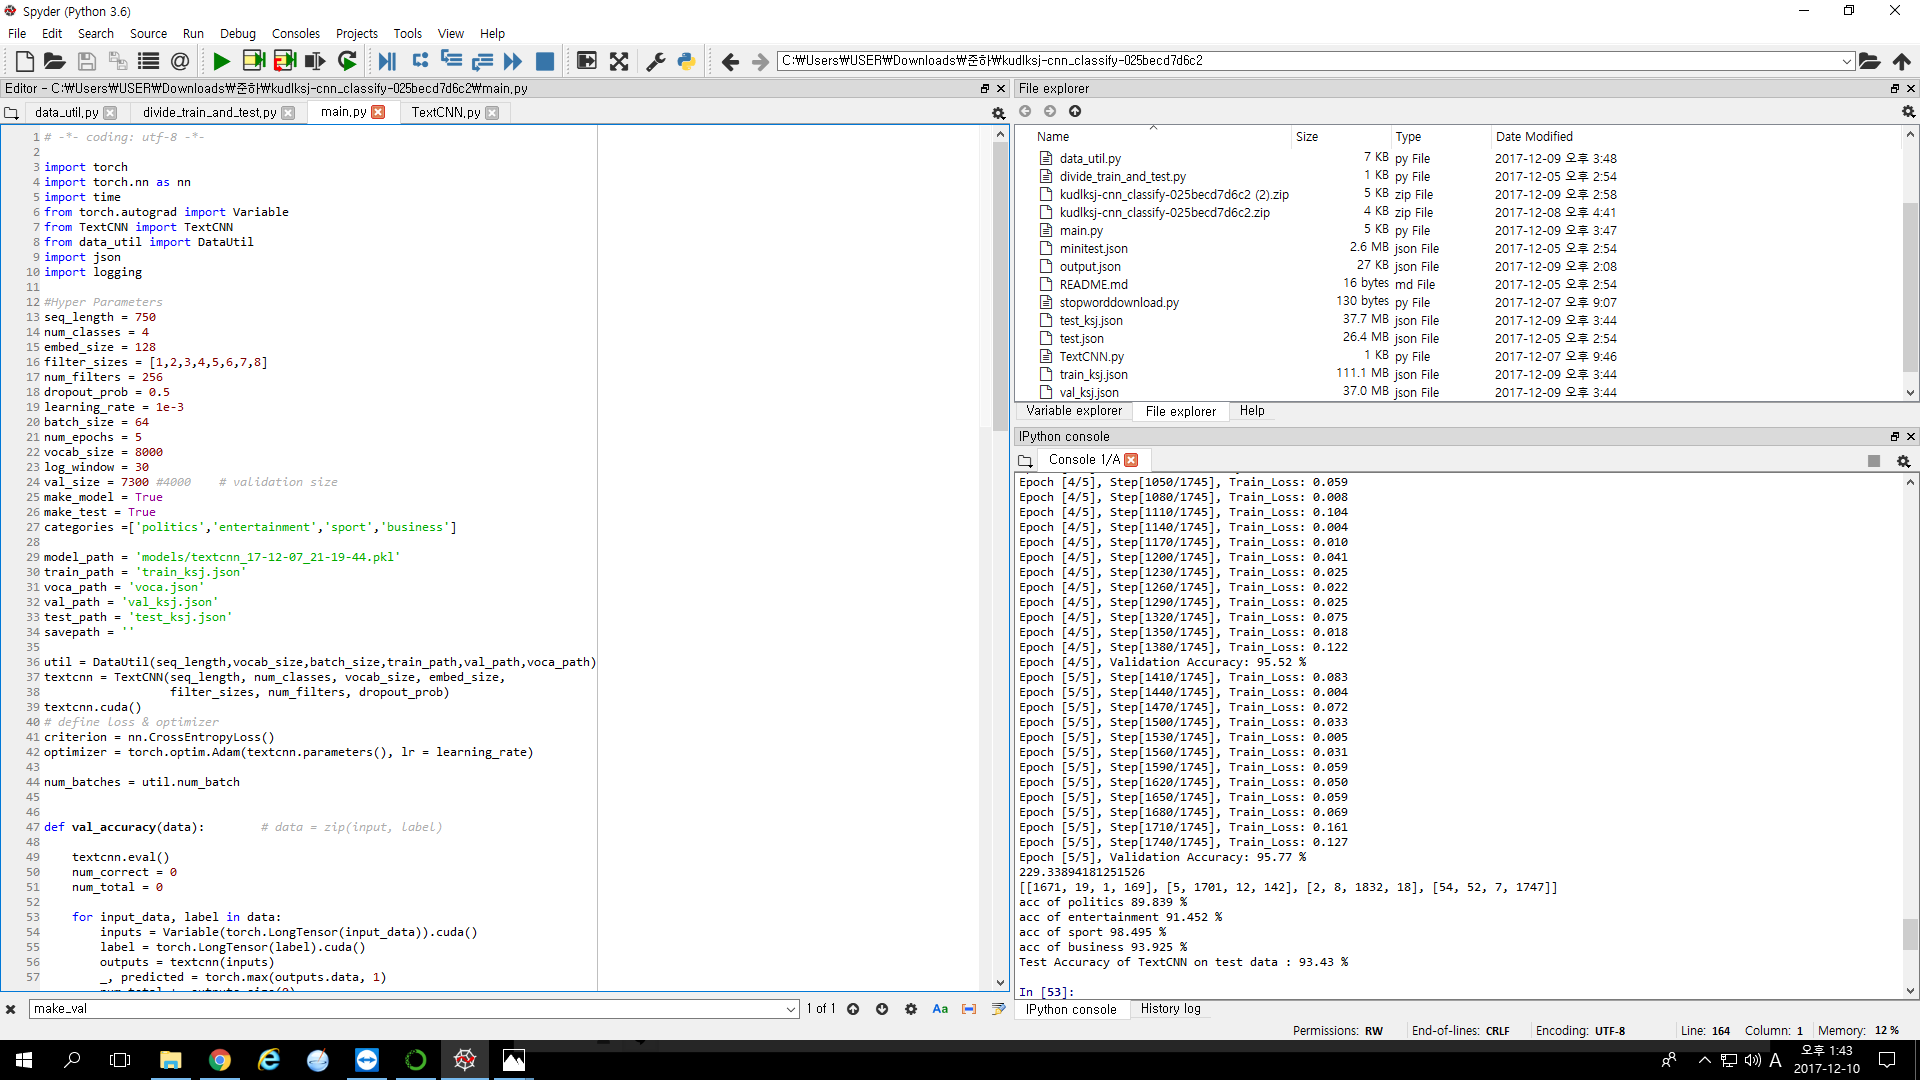 Spyder (Python 3.6)
File Edit Search Source Run Debug Consoles Projects Tools View Help
C:₩Users₩USER₩Downloads₩준하₩kudlksj-cnn_classify-025becd7d6c2
Editor - C:₩Users₩USER₩Downloads₩준하₩kudlksj-cnn_classify-025becd7d6c2₩main.py
data_util.py divide_train_and_test.py main.py TextCNN.py
1 # -*- coding: utf-8 -*-
2
3 import torch
4 import torch.nn as nn
5 import time
6 from torch.autograd import Variable
7 from TextCNN import TextCNN
8 from data_util import DataUtil
9 import json
10 import logging
11
12 #Hyper Parameters
13 seq_length = 750
14 num_classes = 4
15 embed_size = 128
16 filter_sizes = [1,2,3,4,5,6,7,8]
17 num_filters = 256
18 dropout_prob = 0.5
19 learning_rate = 1e-3
20 batch_size = 64
21 num_epochs = 5
22 vocab_size = 8000
23 log_window = 30
24 val_size = 7300 #4000    # validation size
25 make_model = True
26 make_test = True
27 categories =['politics','entertainment','sport','business']
28
29 model_path = 'models/textcnn_17-12-07_21-19-44.pkl'
30 train_path = 'train_ksj.json'
31 voca_path = 'voca.json'
32 val_path = 'val_ksj.json'
33 test_path = 'test_ksj.json'
34 savepath = ''
35
36 util = DataUtil(seq_length,vocab_size,batch_size,train_path,val_path,voca_path)
37 textcnn = TextCNN(seq_length, num_classes, vocab_size, embed_size,
38                   filter_sizes, num_filters, dropout_prob)
39 textcnn.cuda()
40 # define loss & optimizer
41 criterion = nn.CrossEntropyLoss()
42 optimizer = torch.optim.Adam(textcnn.parameters(), lr = learning_rate)
43
44 num_batches = util.num_batch
45
46
47 def val_accuracy(data):        # data = zip(input, label)
48
49     textcnn.eval()
50     num_correct = 0
51     num_total = 0
52
53     for input_data, label in data:
54         inputs = Variable(torch.LongTensor(input_data)).cuda()
55         label = torch.LongTensor(label).cuda()
56         outputs = textcnn(inputs)
57         _, predicted = torch.max(outputs.data, 1)
make_val 1 of 1 Aa
File explorer
Name Size Type Date Modified
data_util.py 7 KB py File 2017-12-09 오후 3:48
divide_train_and_test.py 1 KB py File 2017-12-05 오후 2:54
kudlksj-cnn_classify-025becd7d6c2 (2).zip 5 KB zip File 2017-12-09 오후 2:58
kudlksj-cnn_classify-025becd7d6c2.zip 4 KB zip File 2017-12-08 오후 4:41
main.py 5 KB py File 2017-12-09 오후 3:47
minitest.json 2.6 MB json File 2017-12-05 오후 2:54
output.json 27 KB json File 2017-12-09 오후 2:08
README.md 16 bytes md File 2017-12-05 오후 2:54
stopworddownload.py 130 bytes py File 2017-12-07 오후 9:07
test_ksj.json 37.7 MB json File 2017-12-09 오후 3:44
test.json 26.4 MB json File 2017-12-05 오후 2:54
TextCNN.py 1 KB py File 2017-12-07 오후 9:46
train_ksj.json 111.1 MB json File 2017-12-09 오후 3:44
val_ksj.json 37.0 MB json File 2017-12-09 오후 3:44
Variable explorer File explorer Help
IPython console
Console 1/A
Epoch [4/5], Step[1050/1745], Train_Loss: 0.059
Epoch [4/5], Step[1080/1745], Train_Loss: 0.008
Epoch [4/5], Step[1110/1745], Train_Loss: 0.104
Epoch [4/5], Step[1140/1745], Train_Loss: 0.004
Epoch [4/5], Step[1170/1745], Train_Loss: 0.010
Epoch [4/5], Step[1200/1745], Train_Loss: 0.041
Epoch [4/5], Step[1230/1745], Train_Loss: 0.025
Epoch [4/5], Step[1260/1745], Train_Loss: 0.022
Epoch [4/5], Step[1290/1745], Train_Loss: 0.025
Epoch [4/5], Step[1320/1745], Train_Loss: 0.075
Epoch [4/5], Step[1350/1745], Train_Loss: 0.018
Epoch [4/5], Step[1380/1745], Train_Loss: 0.122
Epoch [4/5], Validation Accuracy: 95.52 %
Epoch [5/5], Step[1410/1745], Train_Loss: 0.083
Epoch [5/5], Step[1440/1745], Train_Loss: 0.004
Epoch [5/5], Step[1470/1745], Train_Loss: 0.072
Epoch [5/5], Step[1500/1745], Train_Loss: 0.033
Epoch [5/5], Step[1530/1745], Train_Loss: 0.005
Epoch [5/5], Step[1560/1745], Train_Loss: 0.031
Epoch [5/5], Step[1590/1745], Train_Loss: 0.059
Epoch [5/5], Step[1620/1745], Train_Loss: 0.050
Epoch [5/5], Step[1650/1745], Train_Loss: 0.059
Epoch [5/5], Step[1680/1745], Train_Loss: 0.069
Epoch [5/5], Step[1710/1745], Train_Loss: 0.161
Epoch [5/5], Step[1740/1745], Train_Loss: 0.127
Epoch [5/5], Validation Accuracy: 95.77 %
229.33894181251526
[[1671, 19, 1, 169], [5, 1701, 12, 142], [2, 8, 1832, 18], [54, 52, 7, 1747]]
acc of politics 89.839 %
acc of entertainment 91.452 %
acc of sport 98.495 %
acc of business 93.925 %
Test Accuracy of TextCNN on test data : 93.43 %
In [53]:
IPython console History log
Permissions: RW End-of-lines: CRLF Encoding: UTF-8 Line: 164 Column: 1 Memory: 12 %
A 오후 1:43
2017-12-10